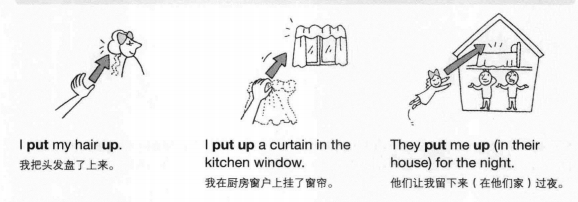 I put my hair up.
我把头发盘了上来。
I put up a curtain in the
kitchen window.
我在厨房窗户上挂了窗帘。
They put me up (in their
house) for the night.
他们让我留下来（在他们家）过夜。